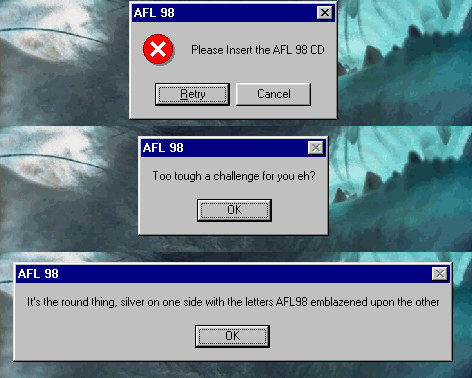 AFL 98
Please Insert the AFL 98 CD
Retry Cancel
AFL 98
Too tough a challenge for you eh?
OK
AFL 98
It's the round thing, silver on one side with the letters AFL98 emblazened upon the other
OK